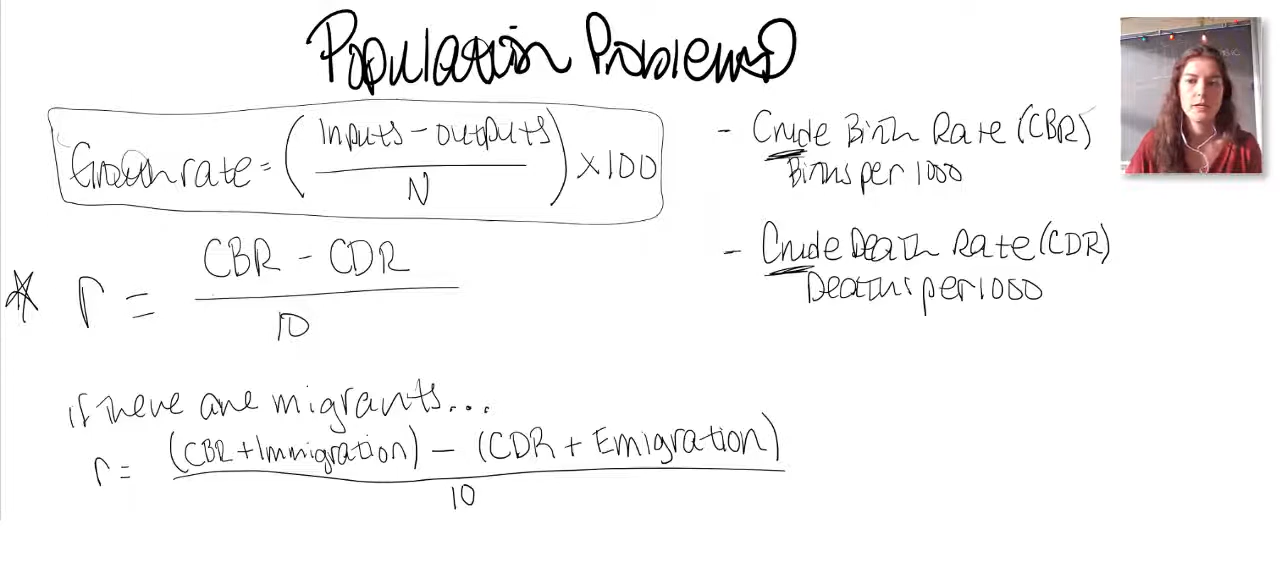 Population Problems
Growth rate = (Inputs - outputs / N) x 100
- Crude Birth Rate (CBR)
Births per 1000
- Crude Death Rate (CDR)
Deaths per 1000
* r = CBR - CDR / 10
if there are migrants...
r = (CBR + Immigration) - (CDR + Emigration) / 10